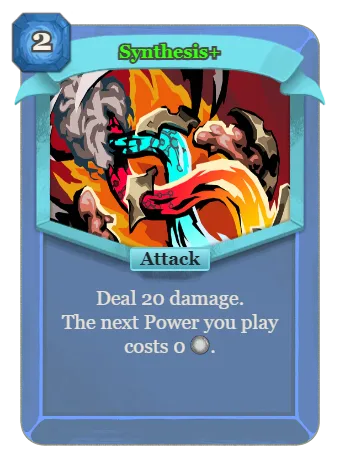 2
Synthesis+
Attack
Deal 20 damage.
The next Power you play
costs 0 .